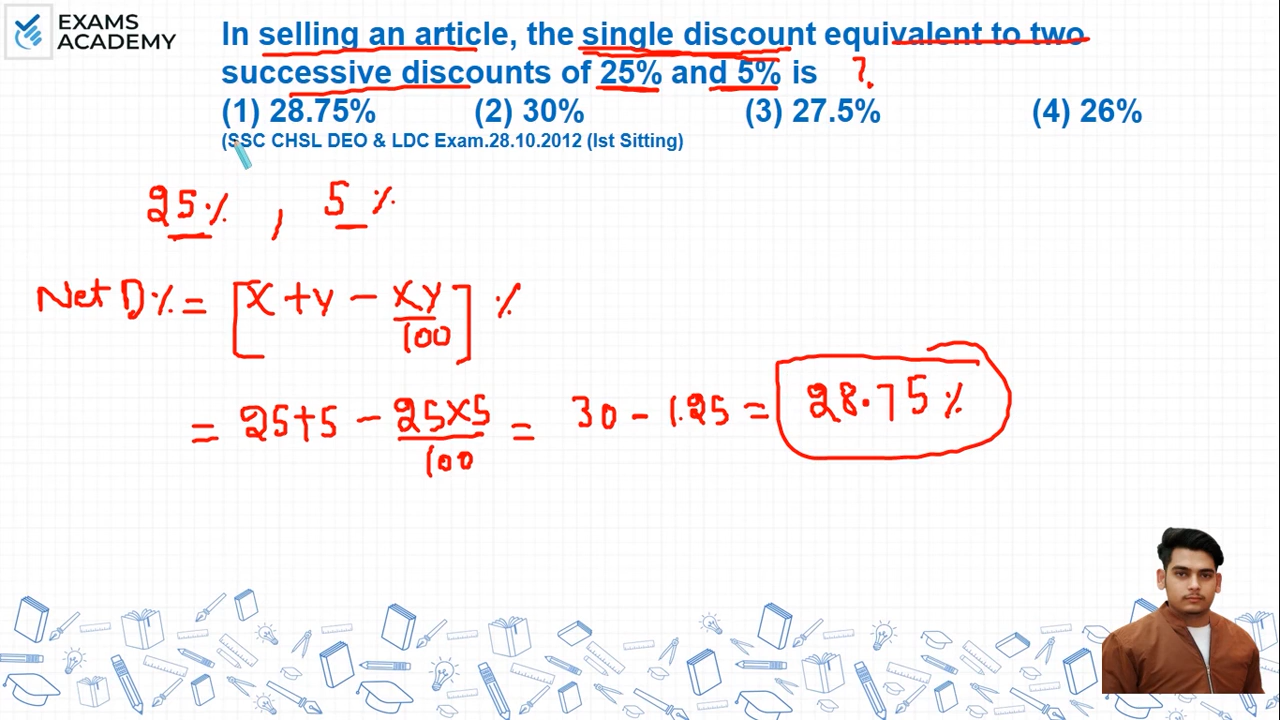 EXAMS
ACADEMY
In selling an article, the single discount equivalent to two
successive discounts of 25% and 5% is ?
(1) 28.75% (2) 30% (3) 27.5% (4) 26%
(SSC CHSL DEO & LDC Exam.28.10.2012 (Ist Sitting)
25% , 5 %
Net D% = [x + y - xy/100] %
= 25+5 - 25×5/100 = 30 - 1.25 = 28.75 %